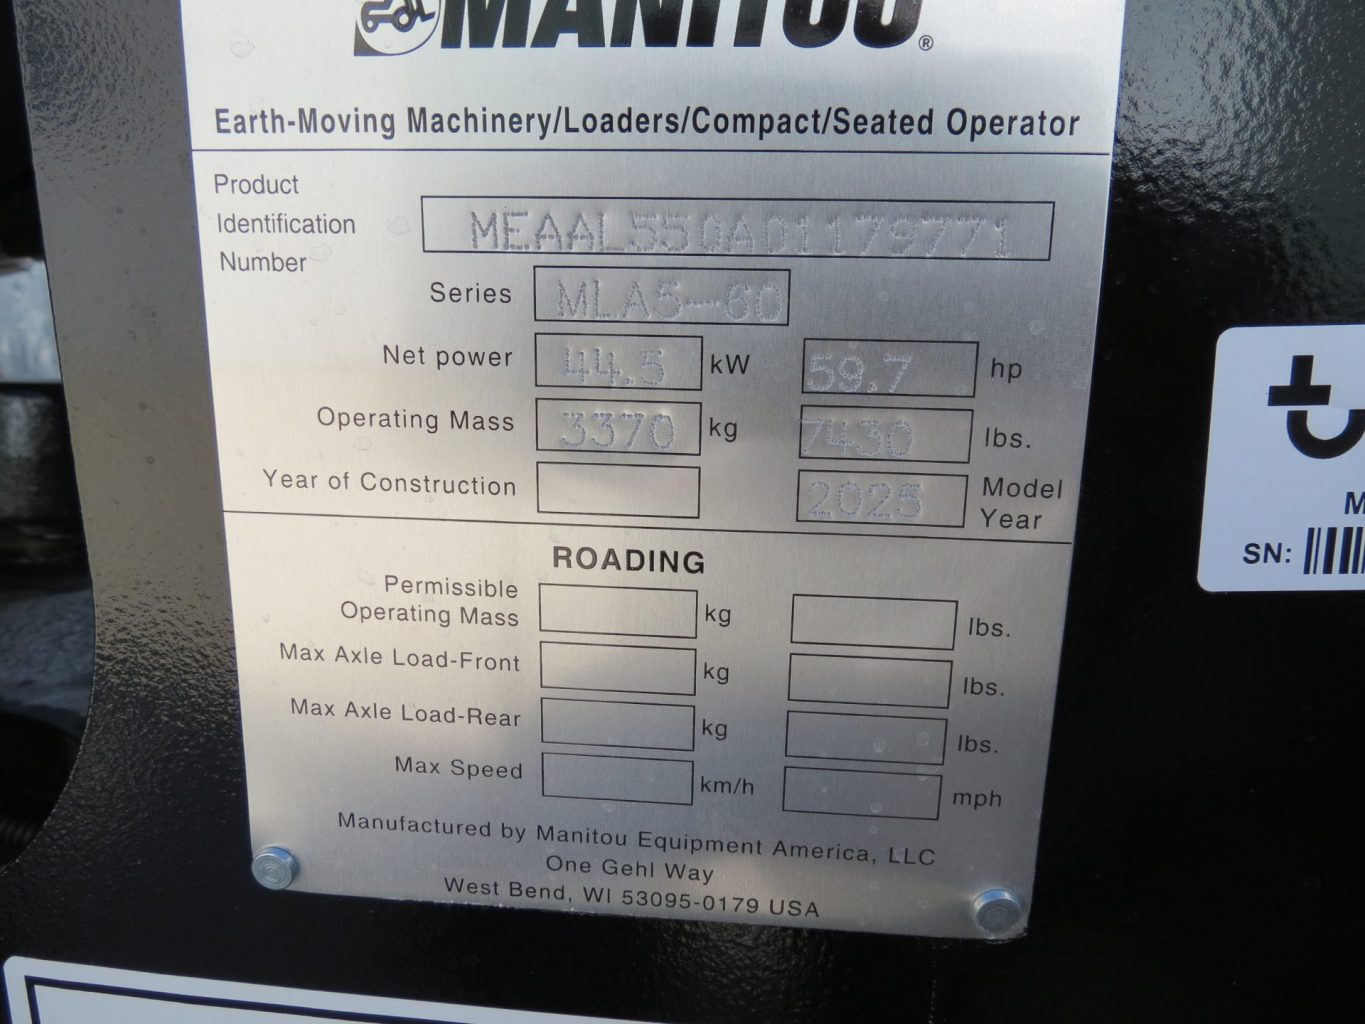 MANITOU®
Earth-Moving Machinery/Loaders/Compact/Seated Operator
Product
Identification
Number
MEAAL550A01179771
Series MLA5-60
Net power 44.5 kW 59.7 hp
Operating Mass 3370 kg 7430 lbs.
Year of Construction 2025 Model
Year
ROADING
Permissible
Operating Mass kg lbs.
Max Axle Load-Front kg lbs.
Max Axle Load-Rear kg lbs.
Max Speed km/h mph
Manufactured by Manitou Equipment America, LLC
One Gehl Way
West Bend, WI 53095-0179 USA
SN: